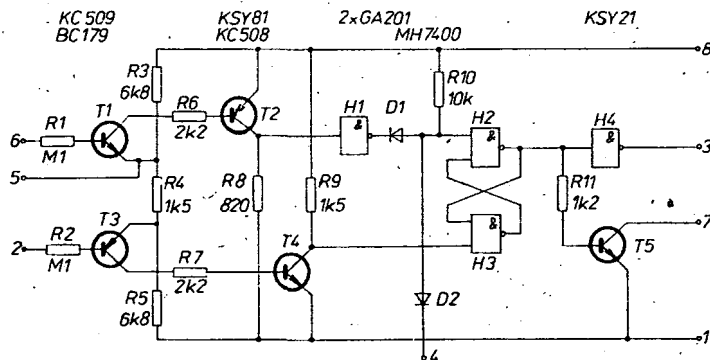 KC509 KSY81 2xGA201 KSY21
BC179 KC508 MH7400
8
R3
6k8
R10
10k
T1
R6
2k2
T2
H1
&
D1
H2
&
H4
&
6
R1
M1
3
5
R4
1k5
R8
820
R9
1k5
R11
1k2
T3
&
H3
7
2
R2
M1
R7
2k2
T4
T5
D2
R5
6k8
1
4